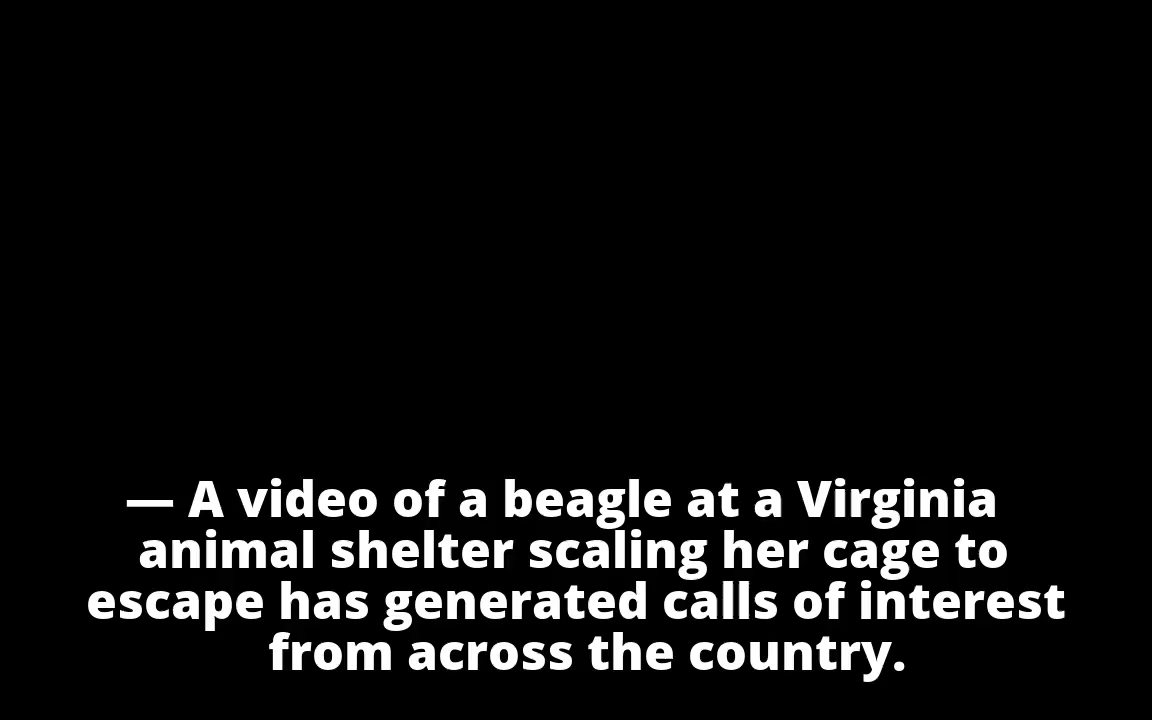 — A video of a beagle at a Virginia
animal shelter scaling her cage to
escape has generated calls of interest
from across the country.